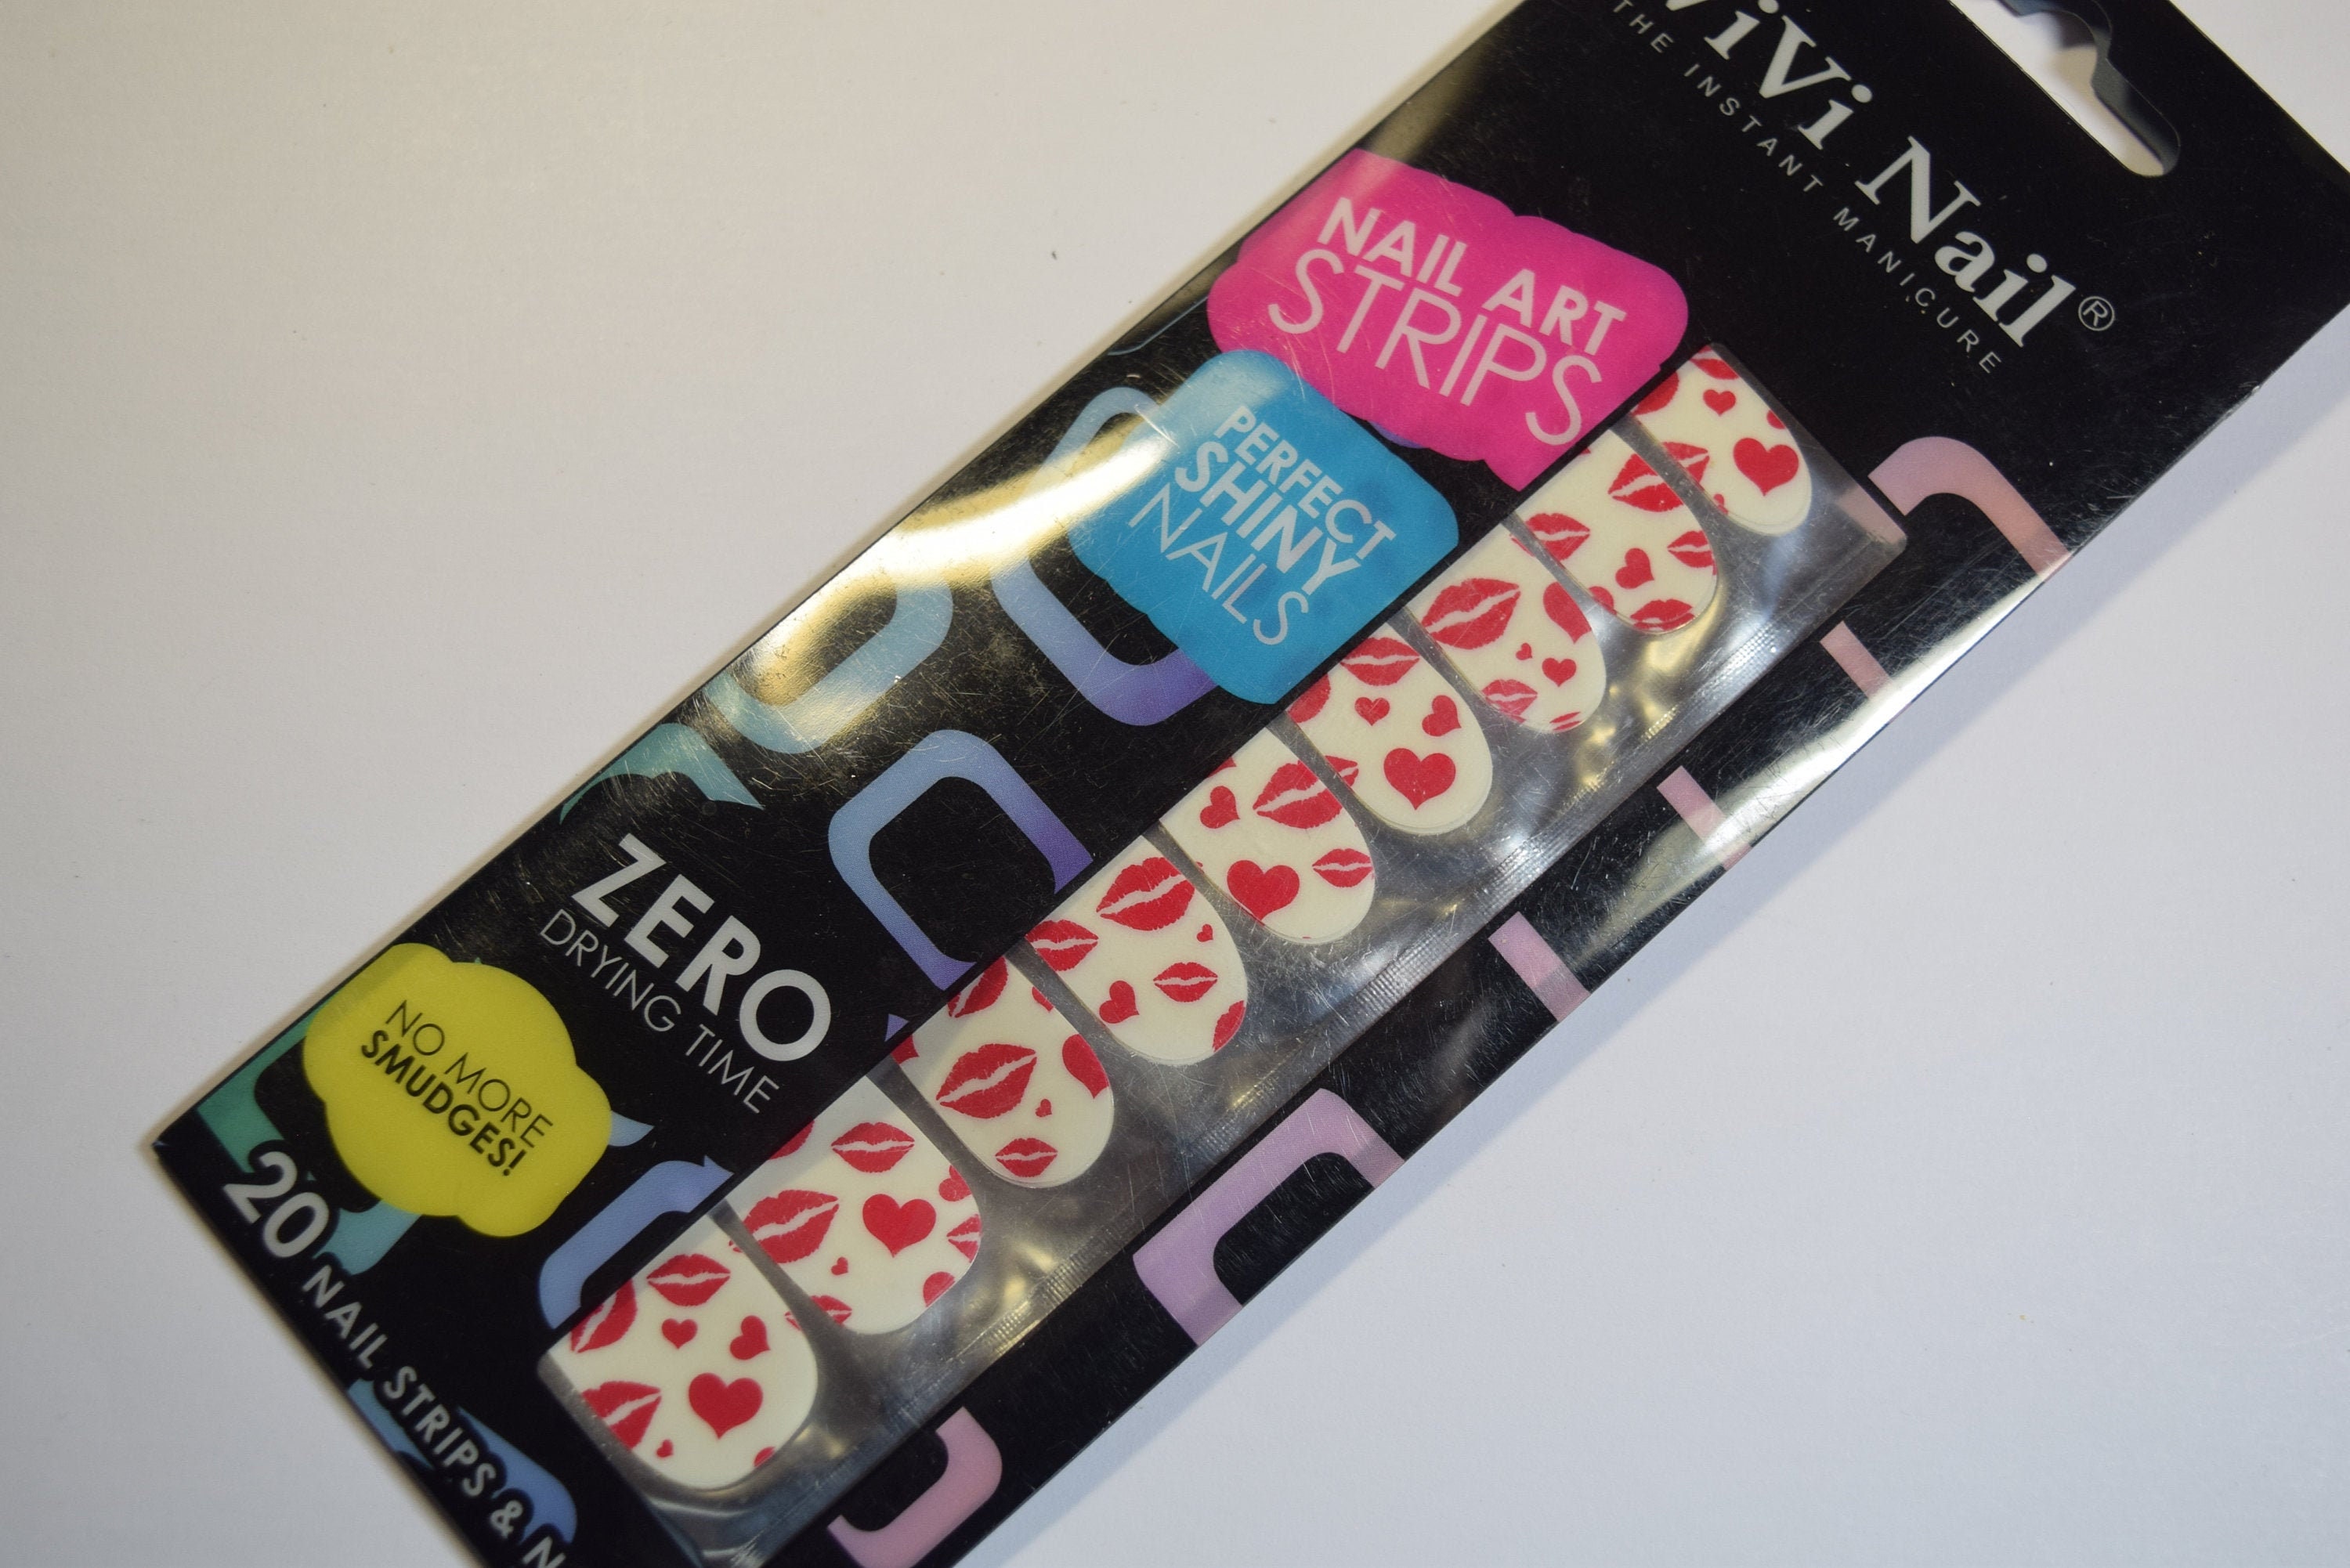 ViVi Nail®
THE INSTANT MANICURE
NAIL ART
STRIPS
PERFECT
SHINY
NAILS
ZERO
DRYING TIME
NO MORE
SMUDGES!
20 NAIL STRIPS &